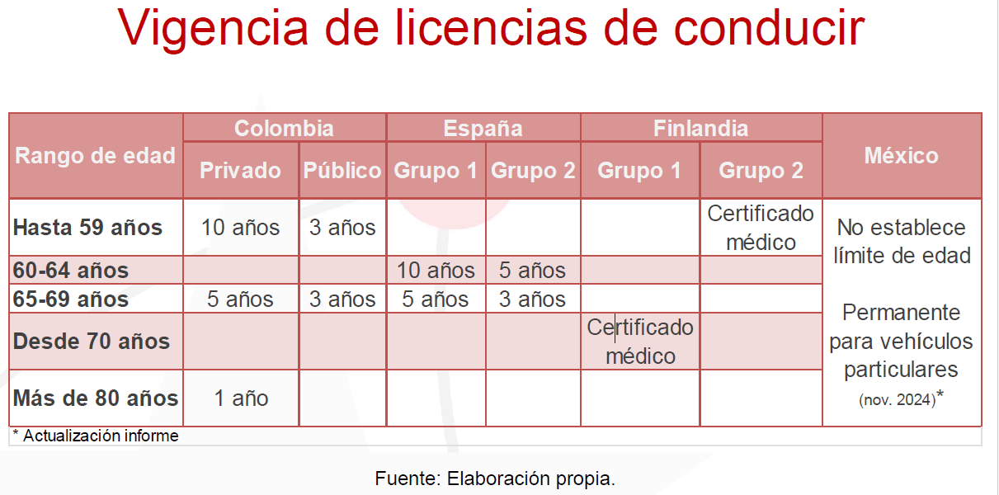 Vigencia de licencias de conducir
Rango de edad Colombia España Finlandia México
Privado Público Grupo 1 Grupo 2 Grupo 1 Grupo 2
Hasta 59 años 10 años 3 años Certificado médico
60-64 años 10 años 5 años
65-69 años 5 años 3 años 5 años 3 años
Desde 70 años Certificado médico
Más de 80 años 1 año
No establece
límite de edad
Permanente
para vehículos
particulares
(nov. 2024)*
* Actualización informe
Fuente: Elaboración propia.